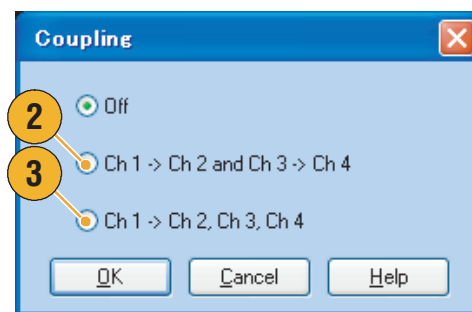 Coupling
Off
2
Ch 1 -> Ch 2 and Ch 3 -> Ch 4
3
Ch 1 -> Ch 2, Ch 3, Ch 4
OK Cancel Help